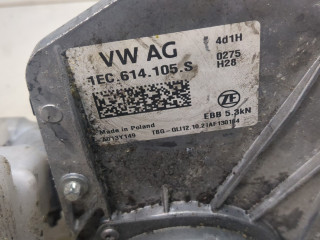 VW AG
4d1H
1EC.614.105.S
0275
H28
ZF
EBB 5.3kN
Made in Poland